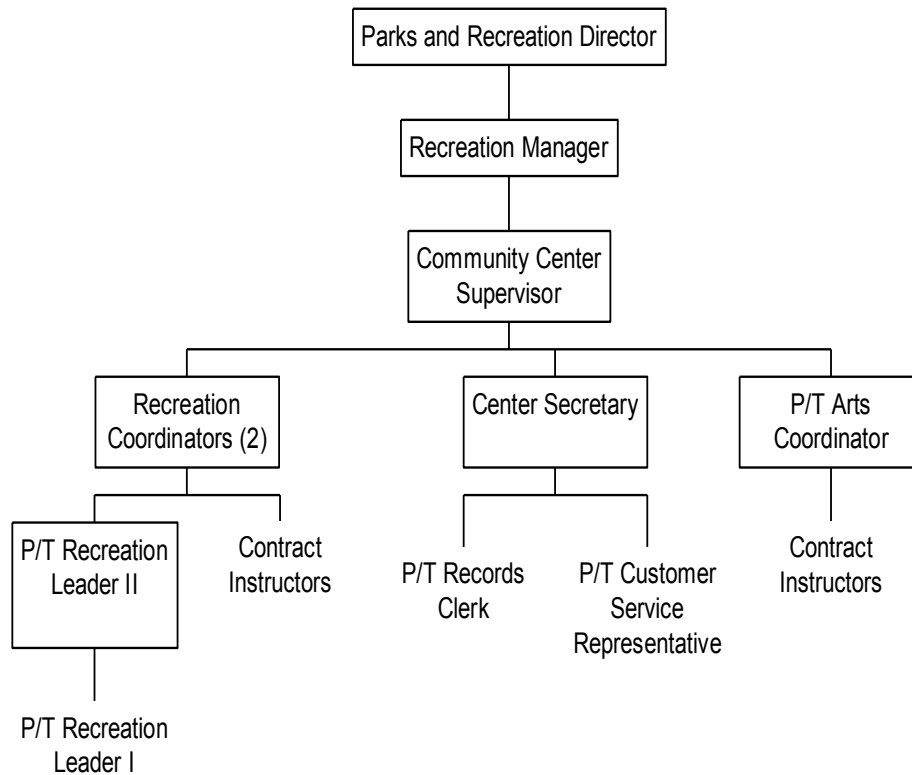 Parks and Recreation Director
Recreation Manager
Community Center
Supervisor
Recreation
Coordinators (2)
Center Secretary
P/T Arts
Coordinator
P/T Recreation
Leader II
Contract
Instructors
P/T Records
Clerk
P/T Customer
Service
Representative
Contract
Instructors
P/T Recreation
Leader I